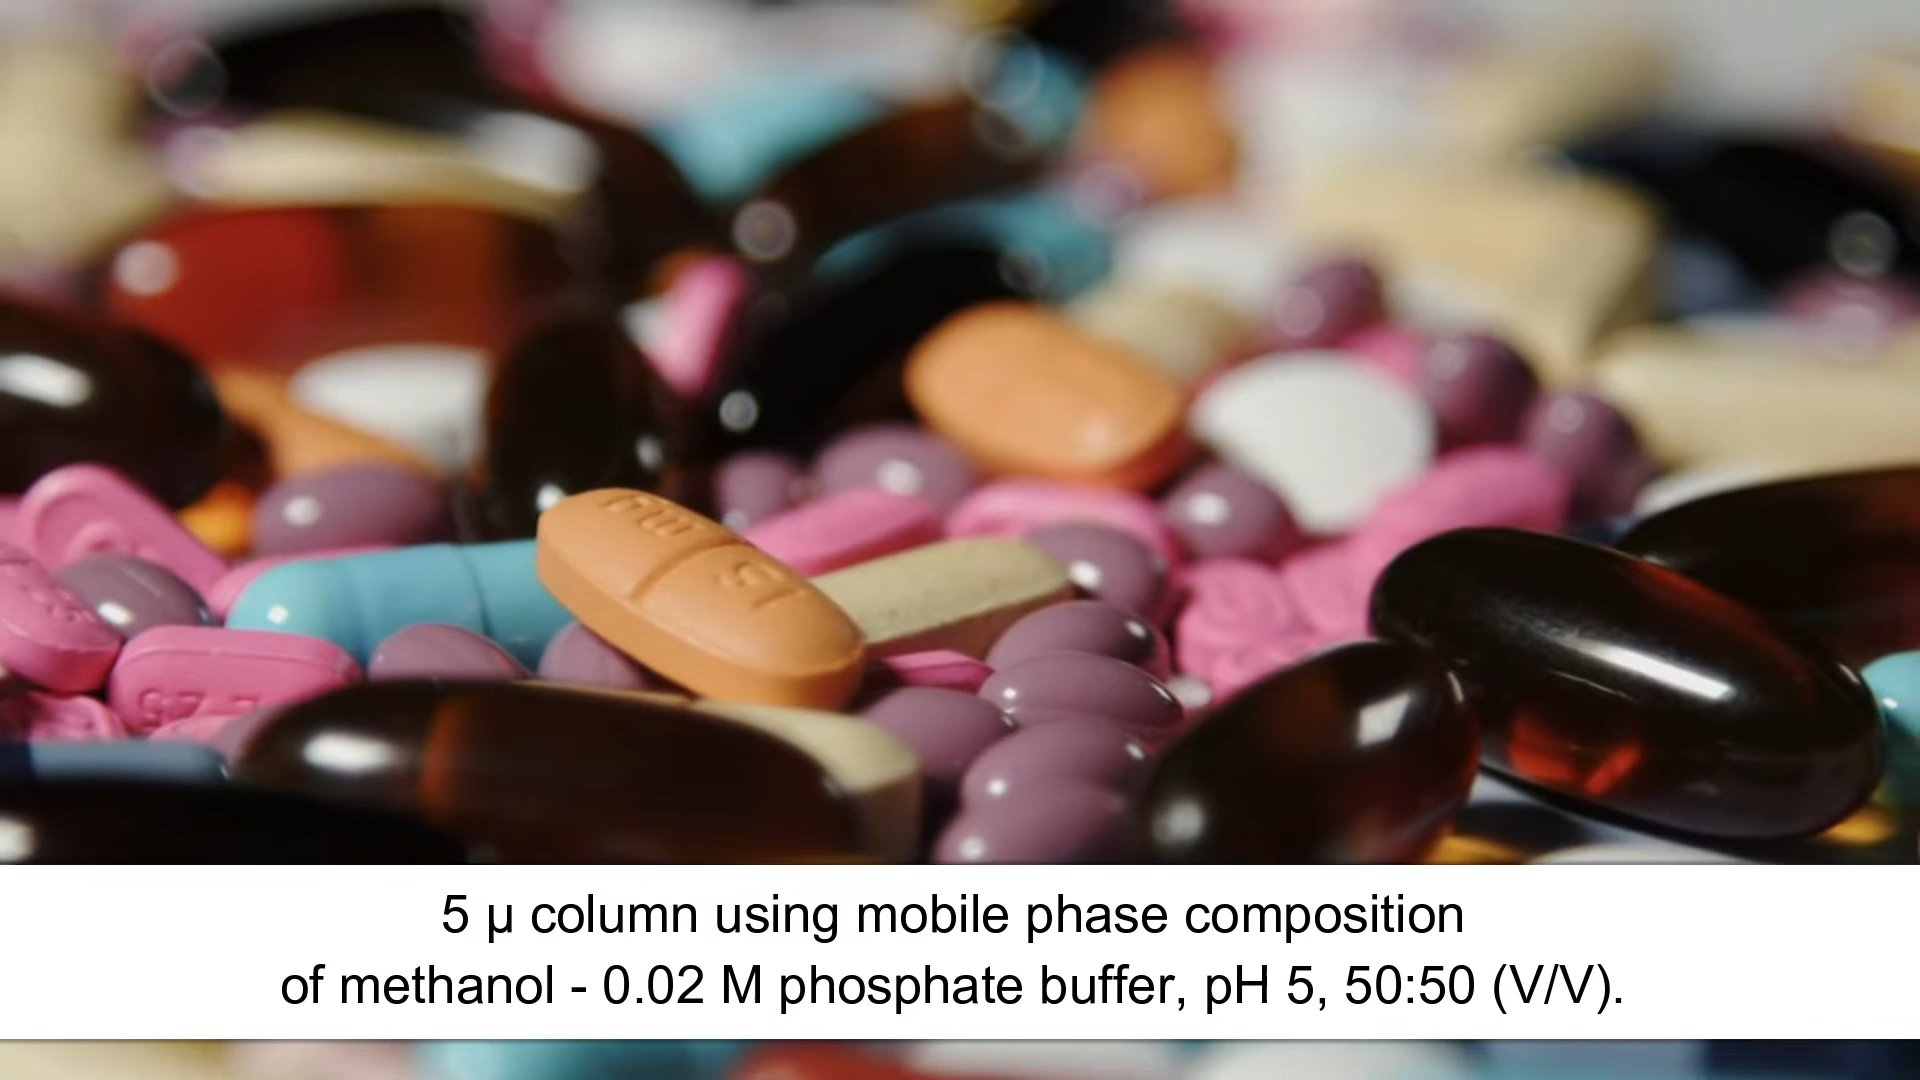 5 µ column using mobile phase composition
of methanol - 0.02 M phosphate buffer, pH 5, 50:50 (V/V).